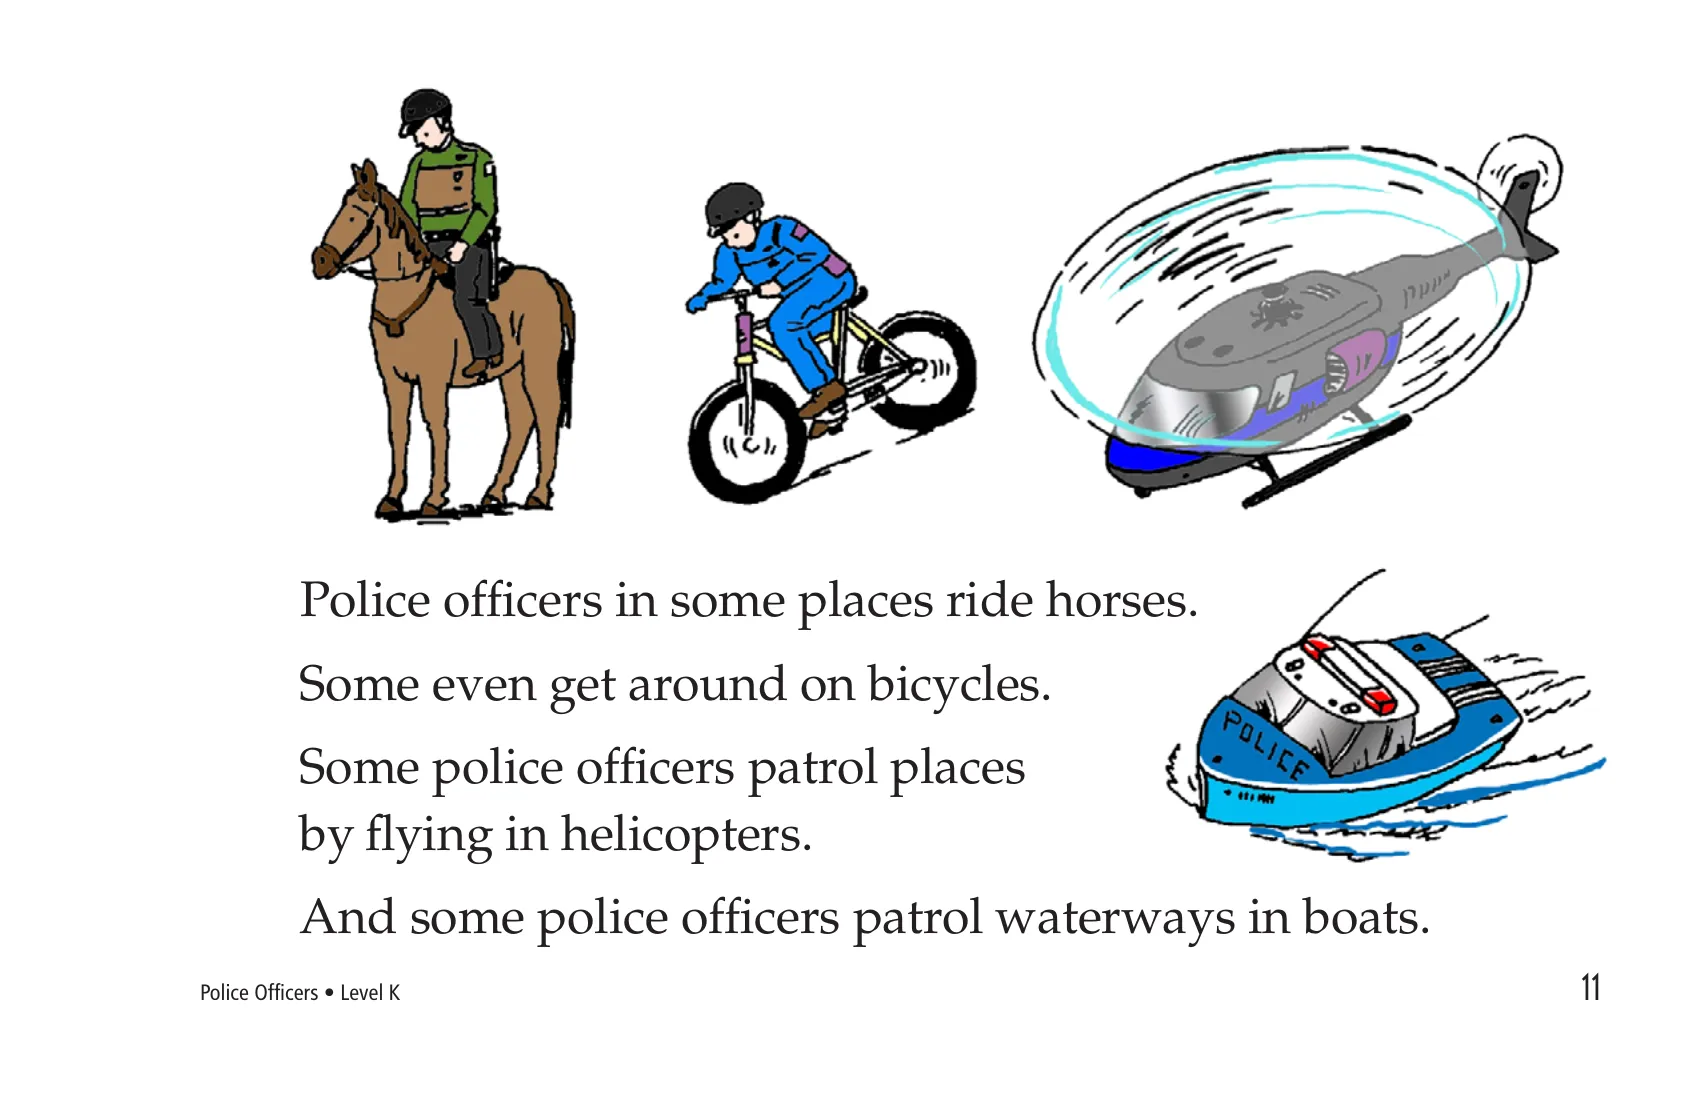 Police officers in some places ride horses.
Some even get around on bicycles.
Some police officers patrol places
by flying in helicopters.
POLICE
And some police officers patrol waterways in boats.
Police Officers • Level K
11